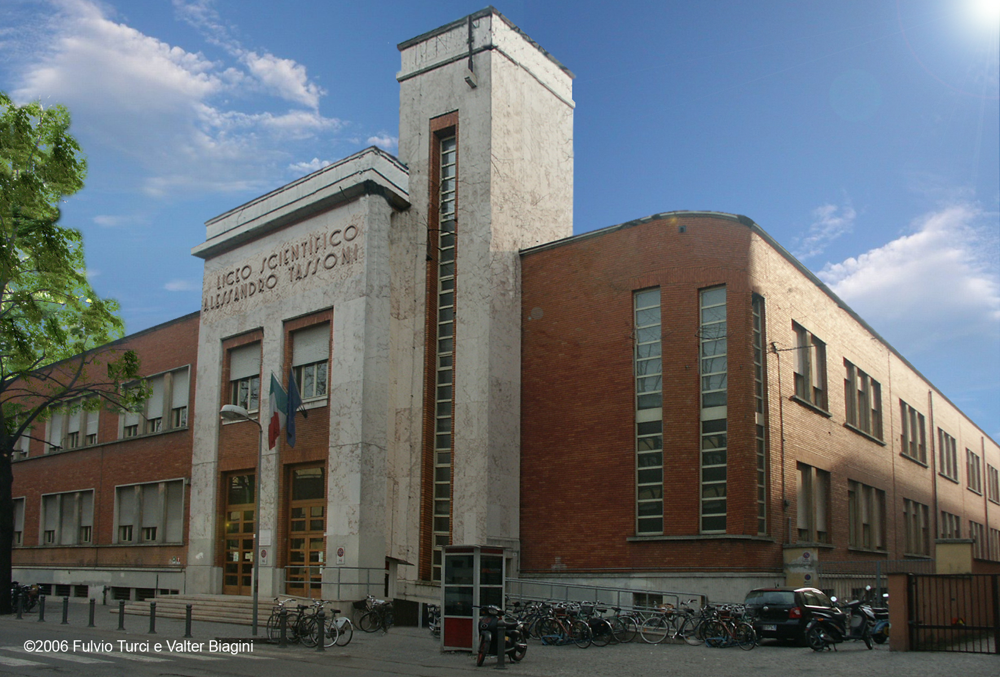 LICEO SCIENTIFICO
ALESSANDRO TASSONI
©2006 Fulvio Turci e Valter Biagini